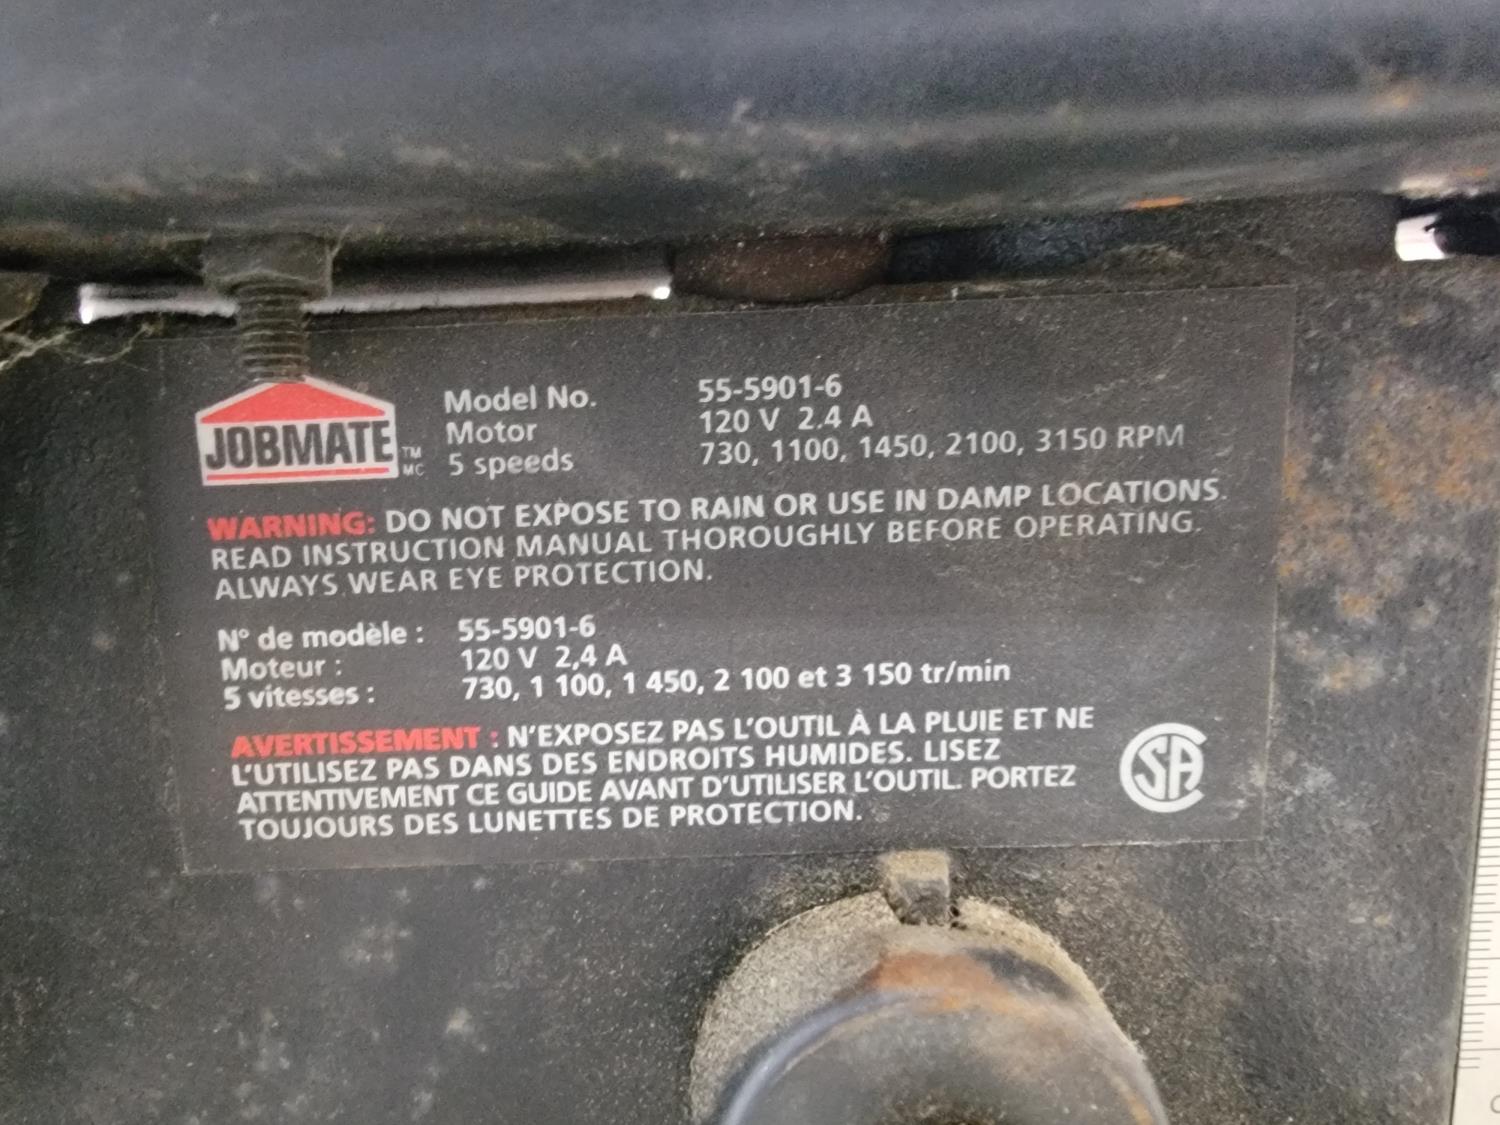 JOBMATE
TM
MC
Model No. 55-5901-6
Motor 120 V 2.4 A
5 speeds 730, 1100, 1450, 2100, 3150 RPM
WARNING: DO NOT EXPOSE TO RAIN OR USE IN DAMP LOCATIONS.
READ INSTRUCTION MANUAL THOROUGHLY BEFORE OPERATING.
ALWAYS WEAR EYE PROTECTION.
N° de modèle : 55-5901-6
Moteur : 120 V 2,4 A
5 vitesses : 730, 1 100, 1 450, 2 100 et 3 150 tr/min
AVERTISSEMENT : N'EXPOSEZ PAS L'OUTIL À LA PLUIE ET NE
L'UTILISEZ PAS DANS DES ENDROITS HUMIDES. LISEZ
ATTENTIVEMENT CE GUIDE AVANT D'UTILISER L'OUTIL. PORTEZ
TOUJOURS DES LUNETTES DE PROTECTION.
SA